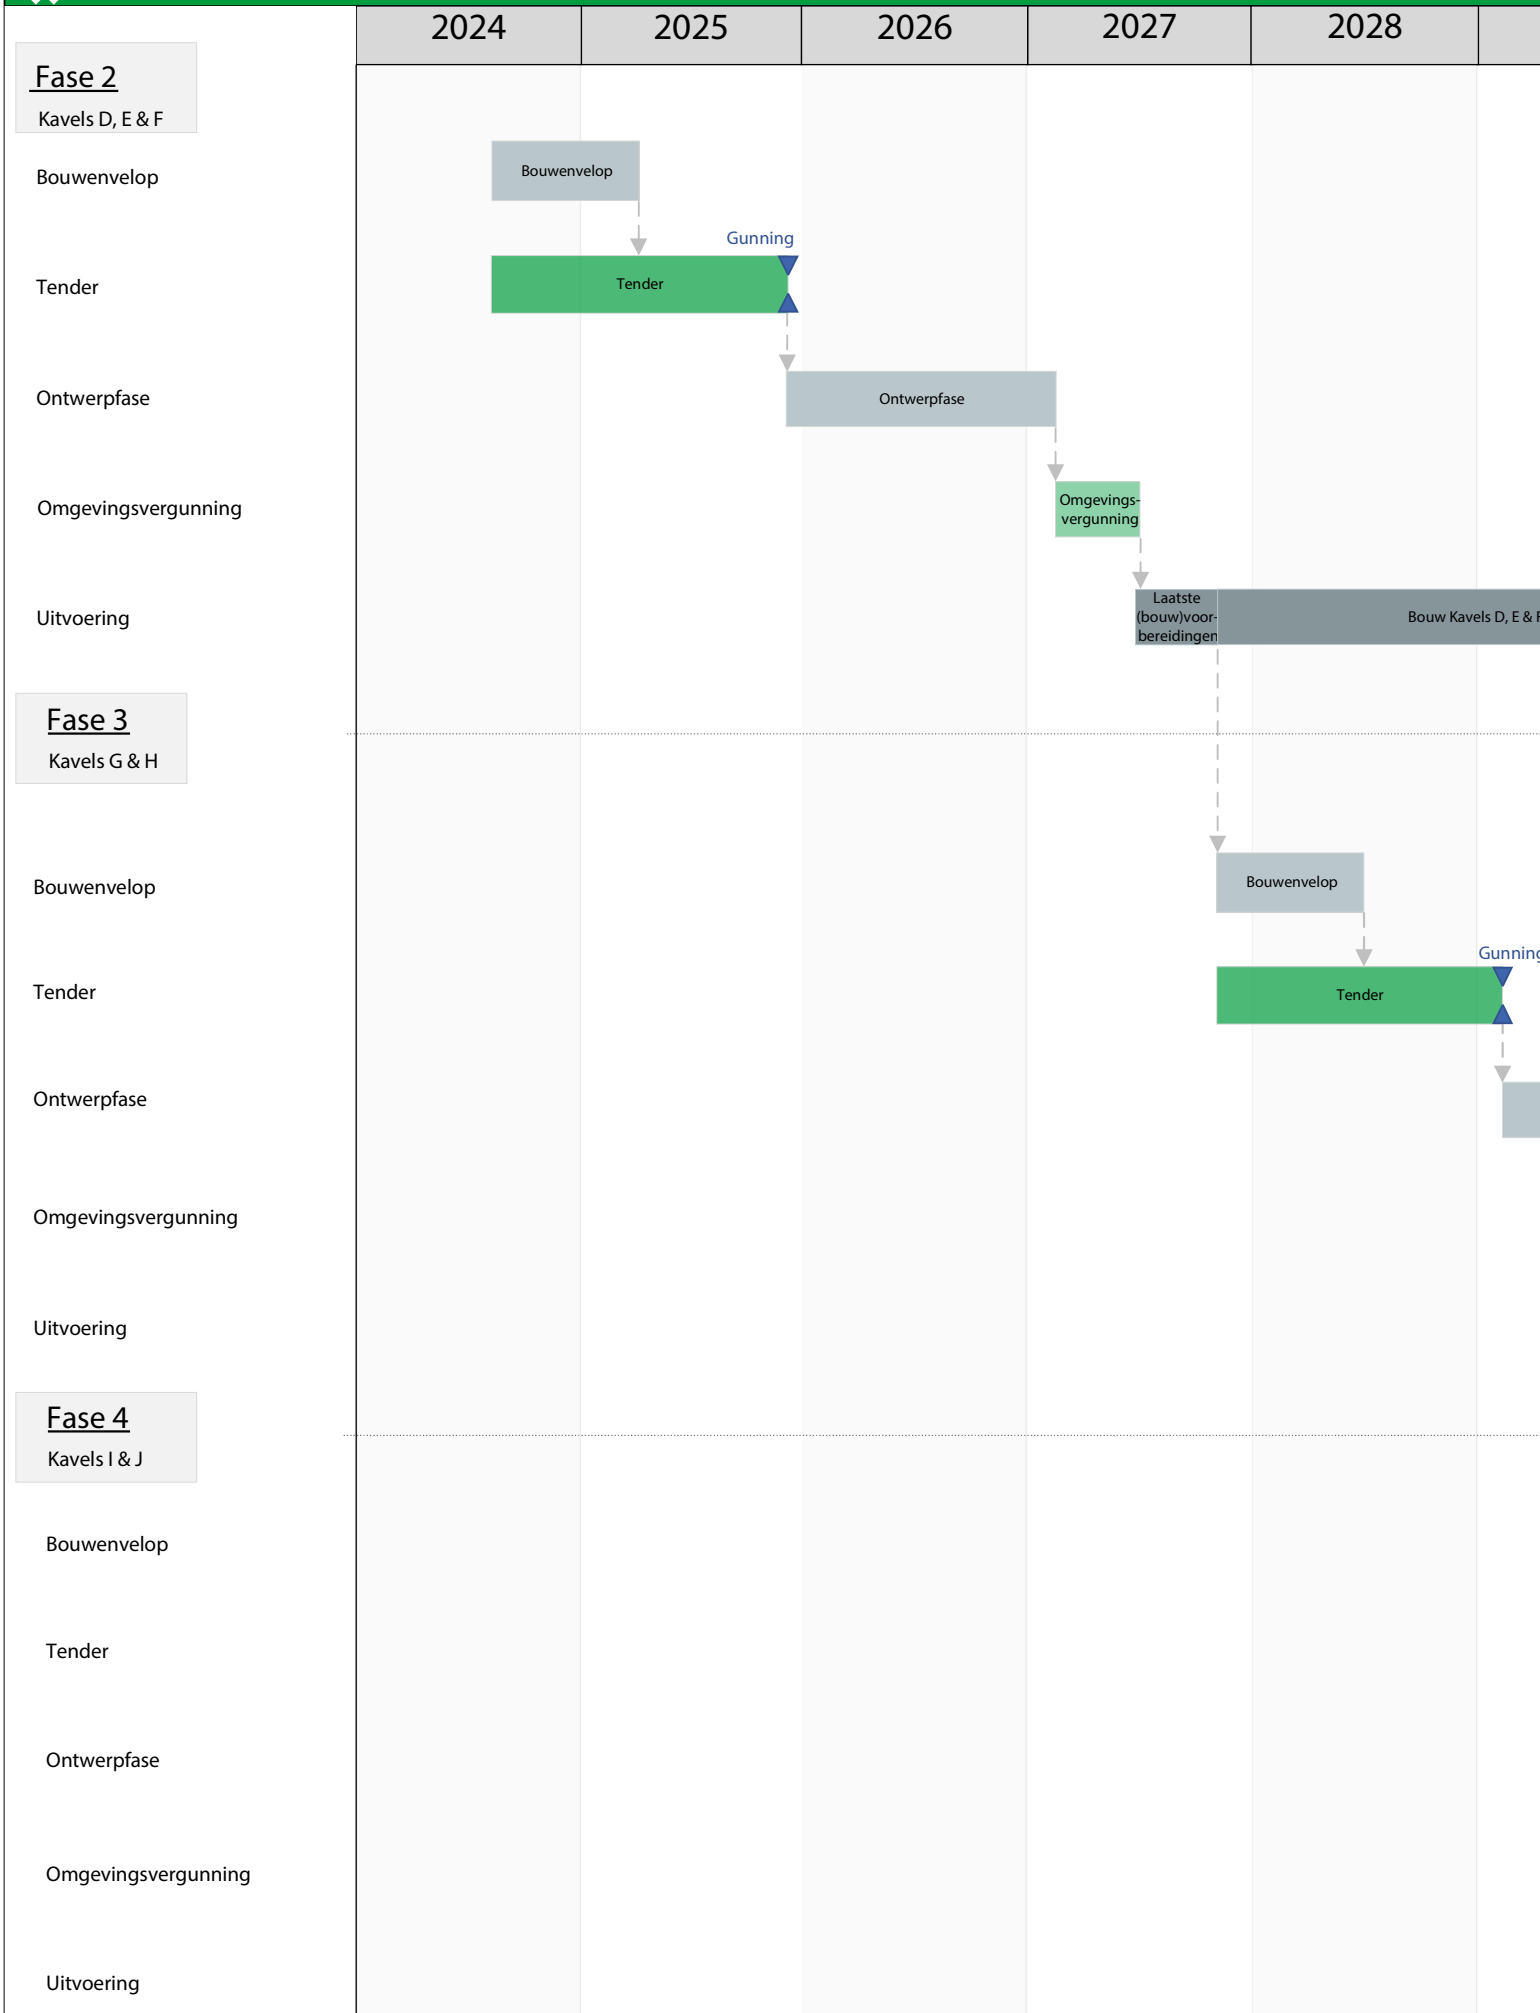 2024 2025 2026 2027 2028
Fase 2
Kavels D, E & F
Bouwenvelop
Bouwenvelop
Gunning
Tender
Tender
Ontwerpfase
Ontwerpfase
Omgevingsvergunning
Omgevings-
vergunning
Uitvoering
Laatste
(bouw)voor-
bereidingen
Bouw Kavels D, E & F
Fase 3
Kavels G & H
Bouwenvelop
Bouwenvelop
Gunning
Tender
Tender
Ontwerpfase
Omgevingsvergunning
Uitvoering
Fase 4
Kavels I & J
Bouwenvelop
Tender
Ontwerpfase
Omgevingsvergunning
Uitvoering